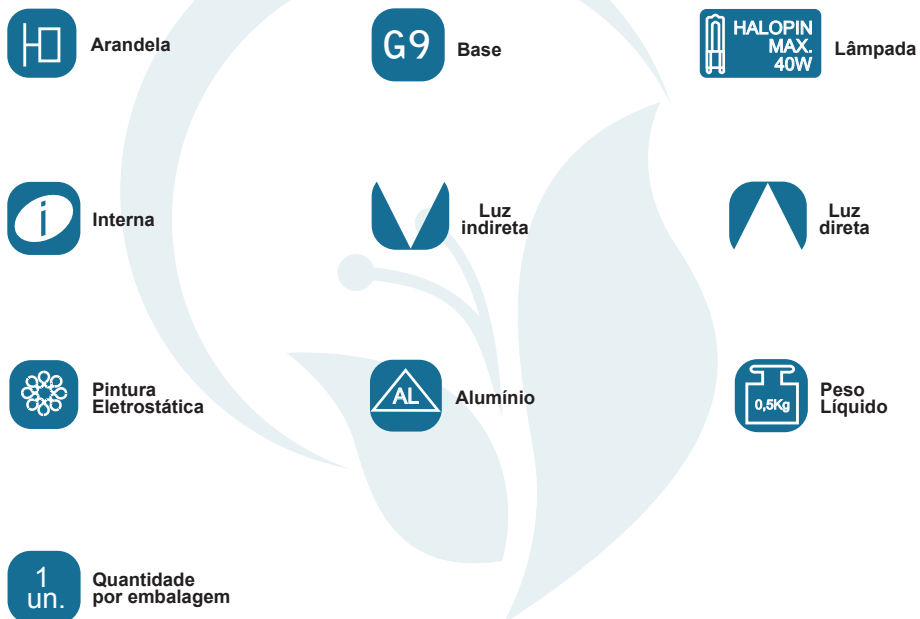 Arandela
G9
Base
HALOPIN
MAX.
40W
Lâmpada
i
Interna
Luz
indireta
Luz
direta
Pintura
Eletrostática
AL
Alumínio
0,5Kg
Peso
Líquido
1
un.
Quantidade
por embalagem